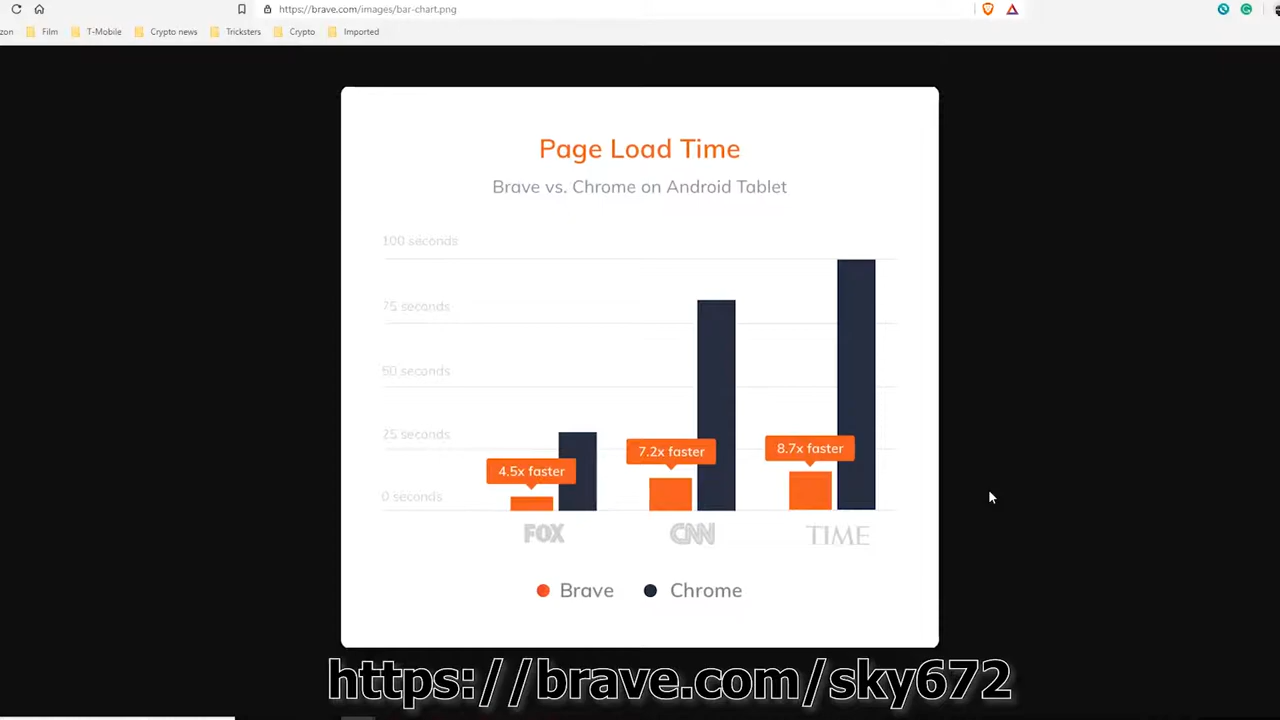 https://brave.com/images/bar-chart.png
zon Film T-Mobile Crypto news Tricksters Crypto Imported
Page Load Time
Brave vs. Chrome on Android Tablet
100 seconds
75 seconds
50 seconds
25 seconds
0 seconds
4.5x faster
7.2x faster
8.7x faster
FOX
CNN
TIME
Brave
Chrome
https://brave.com/sky672